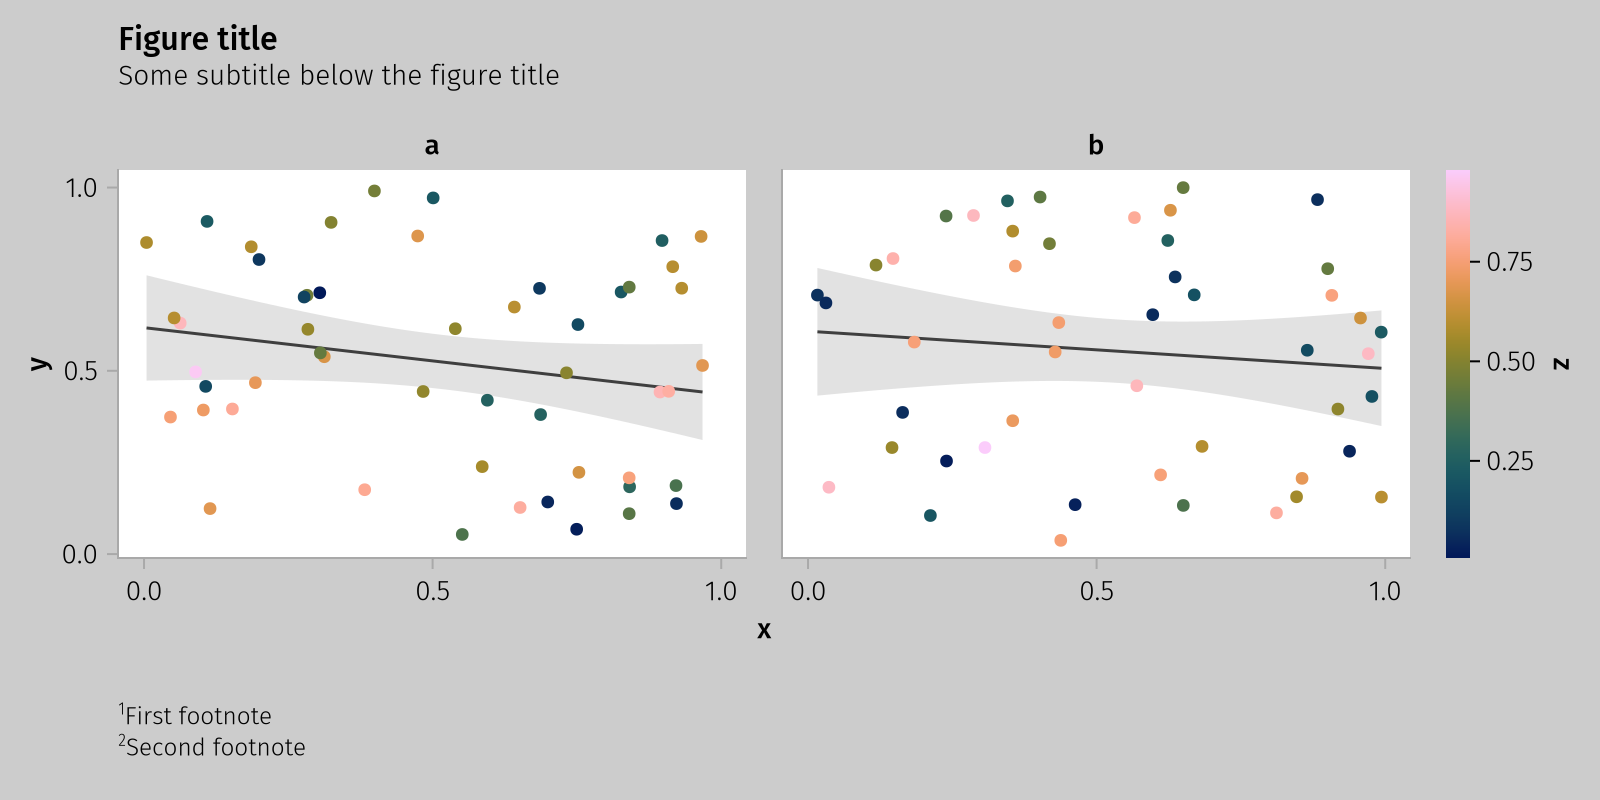 Figure title
Some subtitle below the figure title
a
b
1.0
0.5
0.0
y
0.0
0.5
1.0
0.0
0.5
1.0
x
0.75
0.50
0.25
z
¹First footnote
²Second footnote